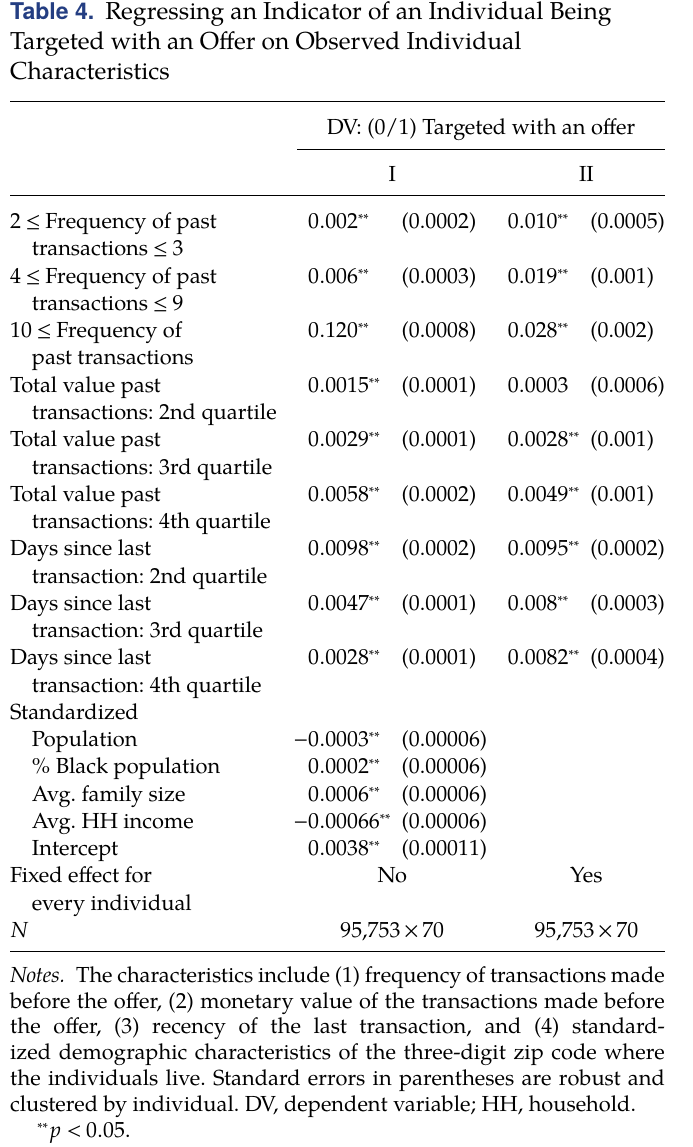 Table 4. Regressing an Indicator of an Individual Being
Targeted with an Offer on Observed Individual
Characteristics
DV: (0/1) Targeted with an offer
I II
2 ≤ Frequency of past 0.002** (0.0002) 0.010** (0.0005)
transactions ≤ 3
4 ≤ Frequency of past 0.006** (0.0003) 0.019** (0.001)
transactions ≤ 9
10 ≤ Frequency of 0.120** (0.0008) 0.028** (0.002)
past transactions
Total value past 0.0015** (0.0001) 0.0003 (0.0006)
transactions: 2nd quartile
Total value past 0.0029** (0.0001) 0.0028** (0.001)
transactions: 3rd quartile
Total value past 0.0058** (0.0002) 0.0049** (0.001)
transactions: 4th quartile
Days since last 0.0098** (0.0002) 0.0095** (0.0002)
transaction: 2nd quartile
Days since last 0.0047** (0.0001) 0.008** (0.0003)
transaction: 3rd quartile
Days since last 0.0028** (0.0001) 0.0082** (0.0004)
transaction: 4th quartile
Standardized
Population −0.0003** (0.00006)
% Black population 0.0002** (0.00006)
Avg. family size 0.0006** (0.00006)
Avg. HH income −0.00066** (0.00006)
Intercept 0.0038** (0.00011)
Fixed effect for No Yes
every individual
N 95,753 × 70 95,753 × 70
Notes. The characteristics include (1) frequency of transactions made
before the offer, (2) monetary value of the transactions made before
the offer, (3) recency of the last transaction, and (4) standard-
ized demographic characteristics of the three-digit zip code where
the individuals live. Standard errors in parentheses are robust and
clustered by individual. DV, dependent variable; HH, household.
**p < 0.05.